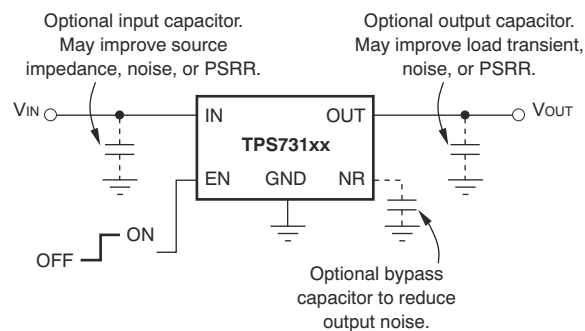 Optional input capacitor.
May improve source
impedance, noise, or PSRR.
Optional output capacitor.
May improve load transient,
noise, or PSRR.
VIN
IN
OUT
VOUT
TPS731xx
EN
GND
NR
ON
OFF
Optional bypass
capacitor to reduce
output noise.